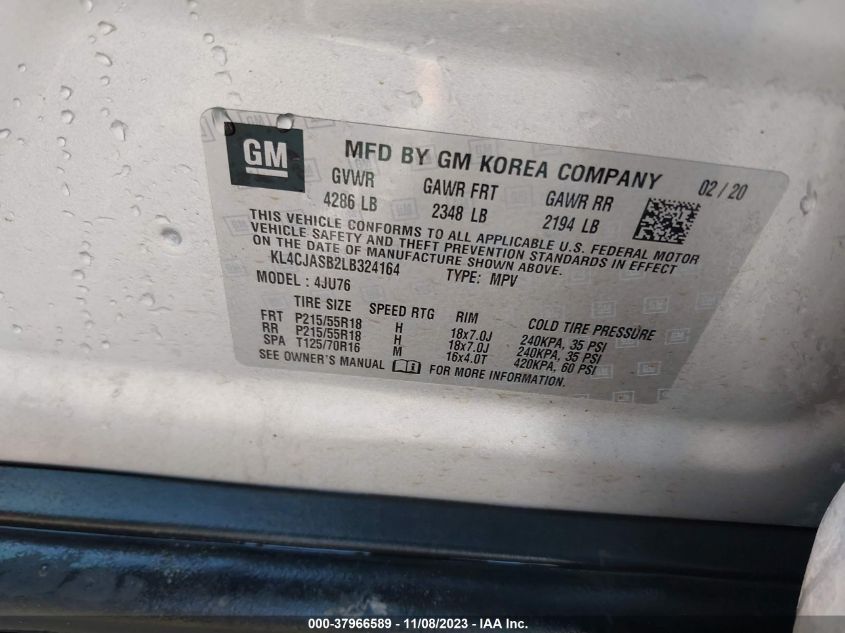 GM
MFD BY GM KOREA COMPANY 02 / 20
GVWR GAWR FRT GAWR RR
4286 LB 2348 LB 2194 LB
THIS VEHICLE CONFORMS TO ALL APPLICABLE U.S. FEDERAL MOTOR
VEHICLE SAFETY AND THEFT PREVENTION STANDARDS IN EFFECT
ON THE DATE OF MANUFACTURE SHOWN ABOVE.
KL4CJASB2LB324164 TYPE: MPV
MODEL : 4JU76
TIRE SIZE SPEED RTG RIM COLD TIRE PRESSURE
FRT P215/55R18 H 18x7.0J 240KPA, 35 PSI
RR P215/55R18 H 18x7.0J 240KPA, 35 PSI
SPA T125/70R16 M 16x4.0T 420KPA, 60 PSI
SEE OWNER'S MANUAL FOR MORE INFORMATION.
000-37966589 - 11/08/2023 - IAA Inc.